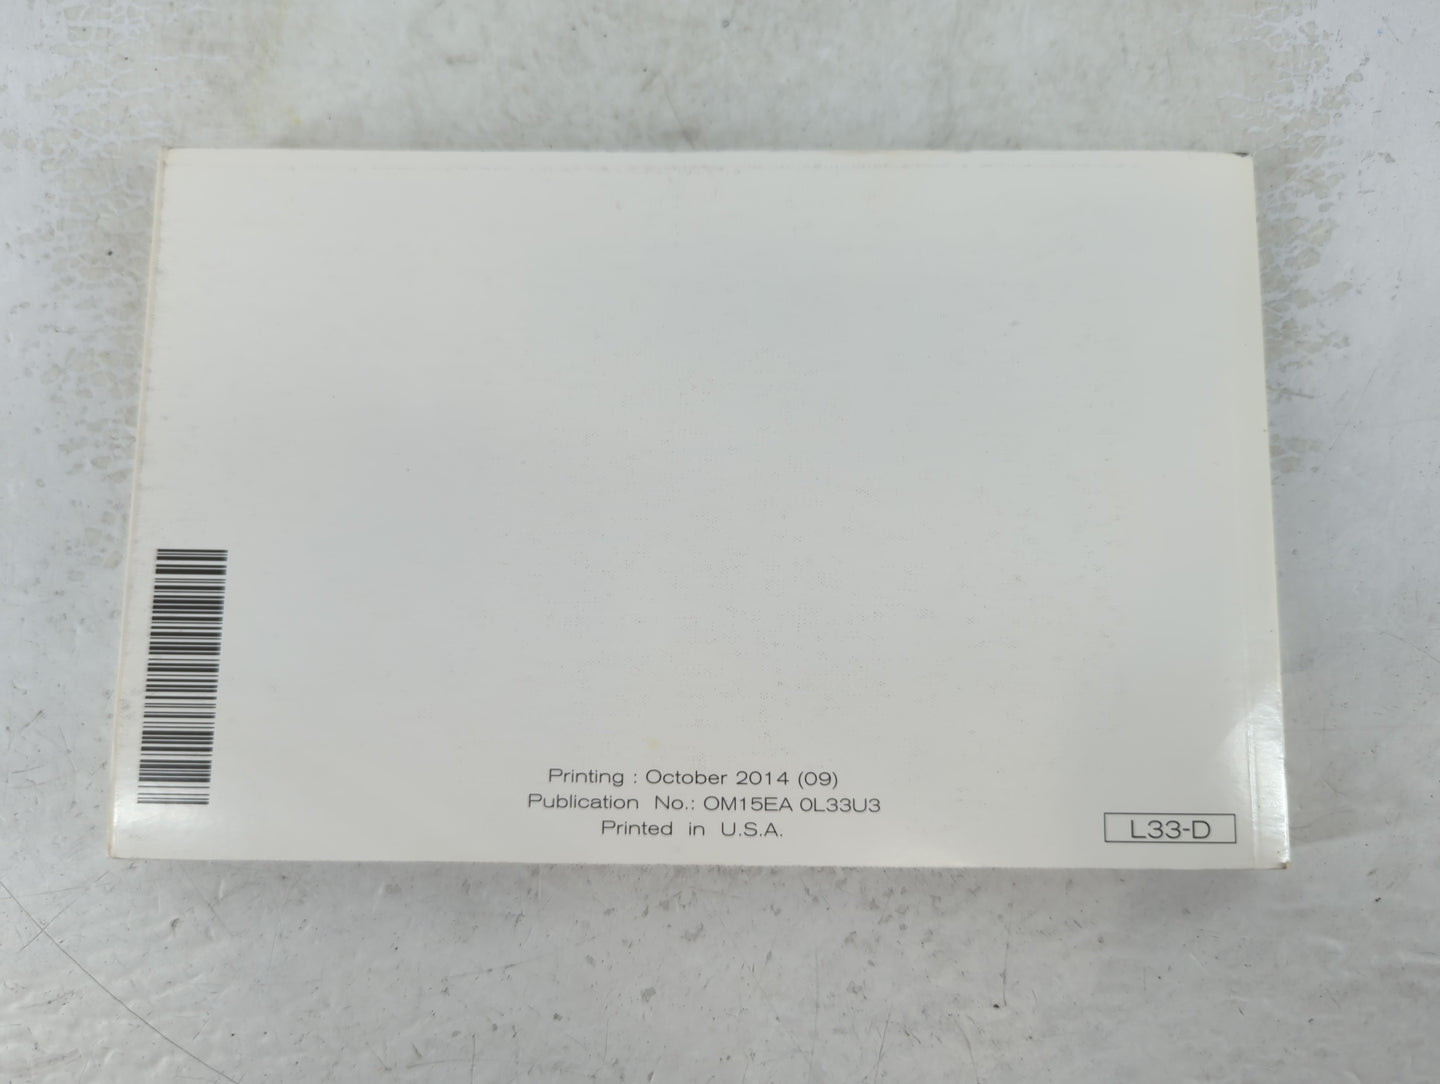 Printing : October 2014 (09)
Publication No.: OM15EA 0L33U3
Printed in U.S.A.
L33-D